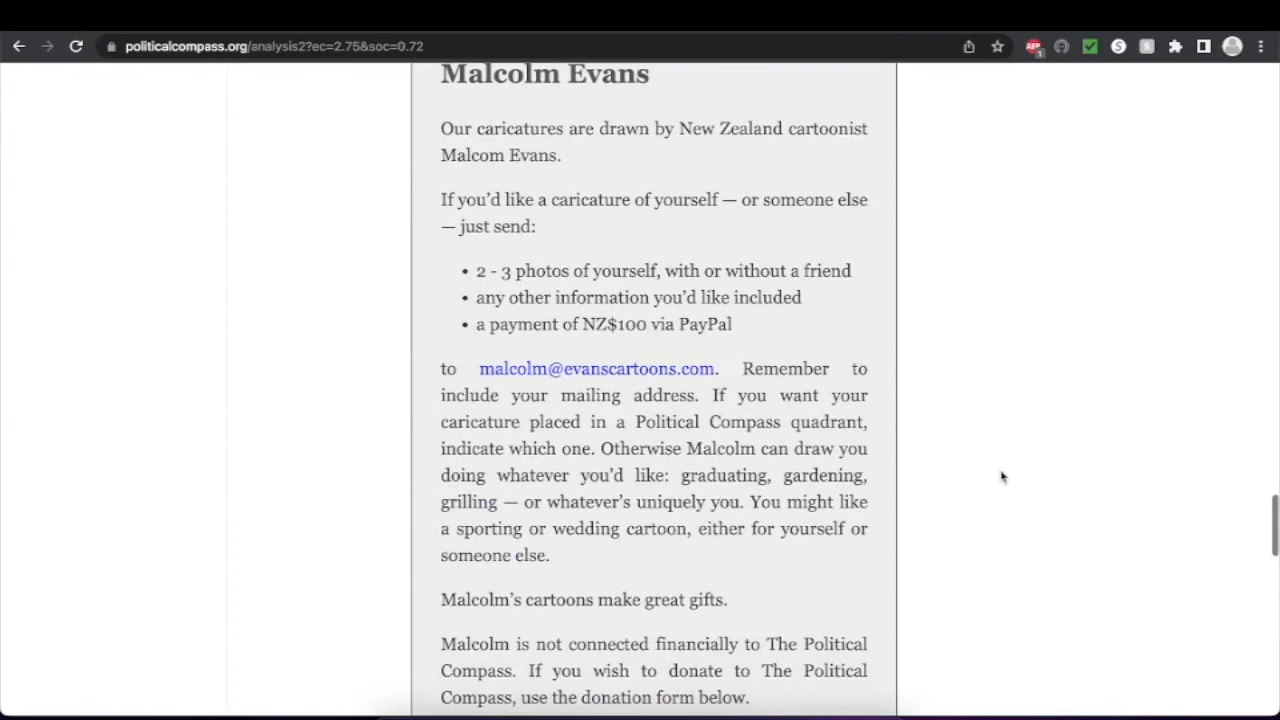 politicalcompass.org/analysis2?ec=2.75&soc=0.72
ABP
1
S
Malcolm Evans
Our caricatures are drawn by New Zealand cartoonist
Malcom Evans.
If you’d like a caricature of yourself — or someone else
— just send:
• 2 - 3 photos of yourself, with or without a friend
• any other information you’d like included
• a payment of NZ$100 via PayPal
to malcolm@evanscartoons.com. Remember to
include your mailing address. If you want your
caricature placed in a Political Compass quadrant,
indicate which one. Otherwise Malcolm can draw you
doing whatever you’d like: graduating, gardening,
grilling — or whatever’s uniquely you. You might like
a sporting or wedding cartoon, either for yourself or
someone else.
Malcolm’s cartoons make great gifts.
Malcolm is not connected financially to The Political
Compass. If you wish to donate to The Political
Compass, use the donation form below.